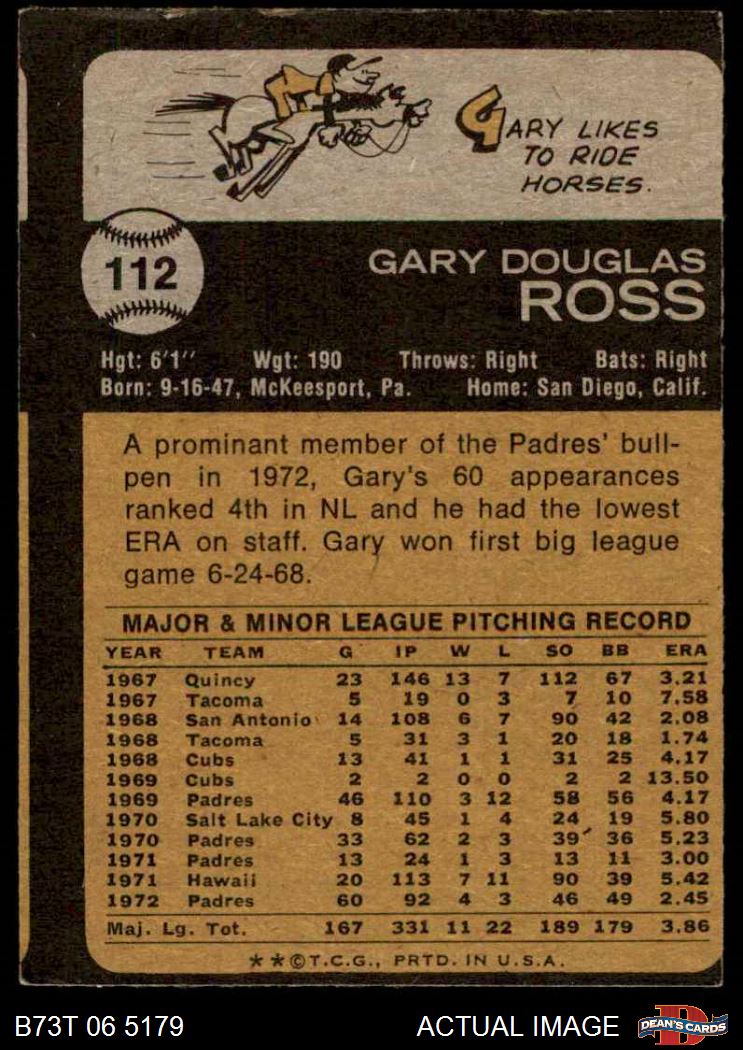 GARY LIKES
TO RIDE
HORSES.
112
GARY DOUGLAS
ROSS
Hgt: 6'1" Wgt: 190 Throws: Right Bats: Right
Born: 9-16-47, McKeesport, Pa. Home: San Diego, Calif.
A prominant member of the Padres' bull-
pen in 1972, Gary's 60 appearances
ranked 4th in NL and he had the lowest
ERA on staff. Gary won first big league
game 6-24-68.
MAJOR & MINOR LEAGUE PITCHING RECORD
YEAR TEAM G IP W L SO BB ERA
1967 Quincy 23 146 13 7 112 67 3.21
1967 Tacoma 5 19 0 3 7 10 7.58
1968 San Antonio 14 108 6 7 90 42 2.08
1968 Tacoma 5 31 3 1 20 18 1.74
1968 Cubs 13 41 1 1 31 25 4.17
1969 Cubs 2 2 0 0 2 2 13.50
1969 Padres 46 110 3 12 58 56 4.17
1970 Salt Lake City 8 45 1 4 24 19 5.80
1970 Padres 33 62 2 3 39 36 5.23
1971 Padres 13 24 1 3 13 11 3.00
1971 Hawaii 20 113 7 11 90 39 5.42
1972 Padres 60 92 4 3 46 49 2.45
Maj. Lg. Tot. 167 331 11 22 189 179 3.86
**©T.C.G., PRTD. IN U.S.A.
B73T 06 5179 ACTUAL IMAGE D DEAN'S CARDS